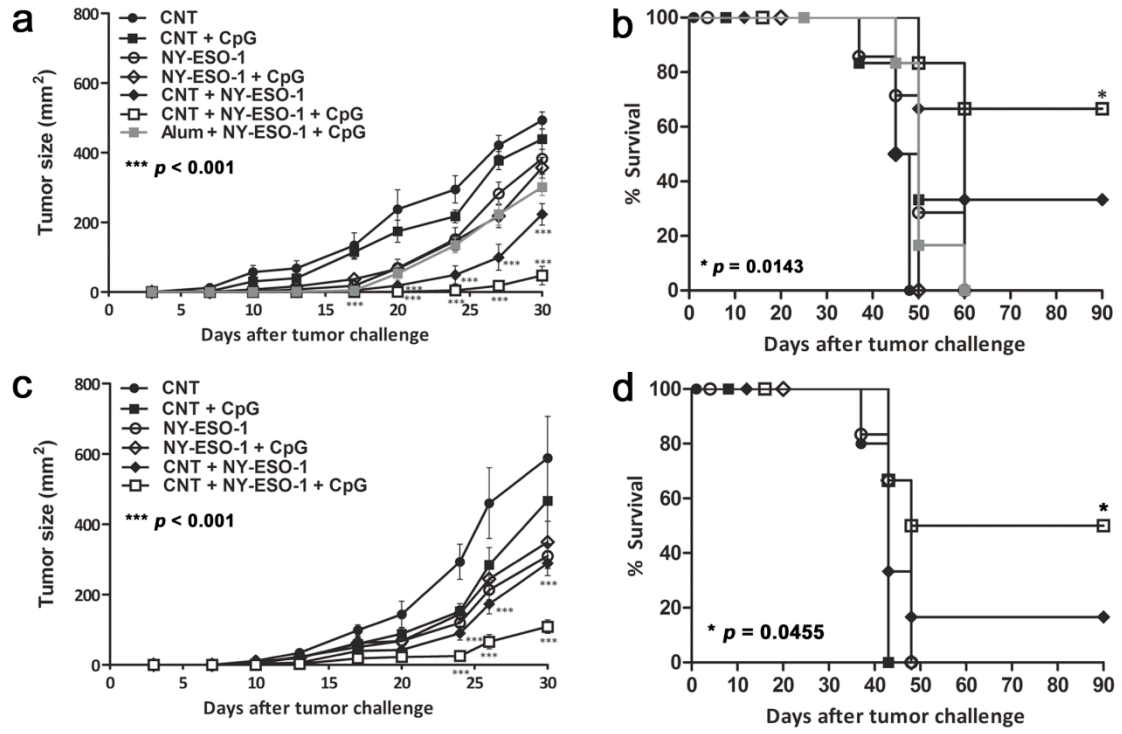 a
Tumor size (mm²)
800
600
400
200
0
CNT
CNT + CpG
NY-ESO-1
NY-ESO-1 + CpG
CNT + NY-ESO-1
CNT + NY-ESO-1 + CpG
Alum + NY-ESO-1 + CpG
*** p < 0.001
***
***
***
***
***
***
***
***
***
0 5 10 15 20 25 30
Days after tumor challenge
b
% Survival
100
80
60
40
20
0
*
* p = 0.0143
0 10 20 30 40 50 60 70 80 90
Days after tumor challenge
c
Tumor size (mm²)
800
600
400
200
0
CNT
CNT + CpG
NY-ESO-1
NY-ESO-1 + CpG
CNT + NY-ESO-1
CNT + NY-ESO-1 + CpG
*** p < 0.001
***
***
***
***
***
***
0 5 10 15 20 25 30
Days after tumor challenge
d
% Survival
100
80
60
40
20
0
*
* p = 0.0455
0 10 20 30 40 50 60 70 80 90
Days after tumor challenge